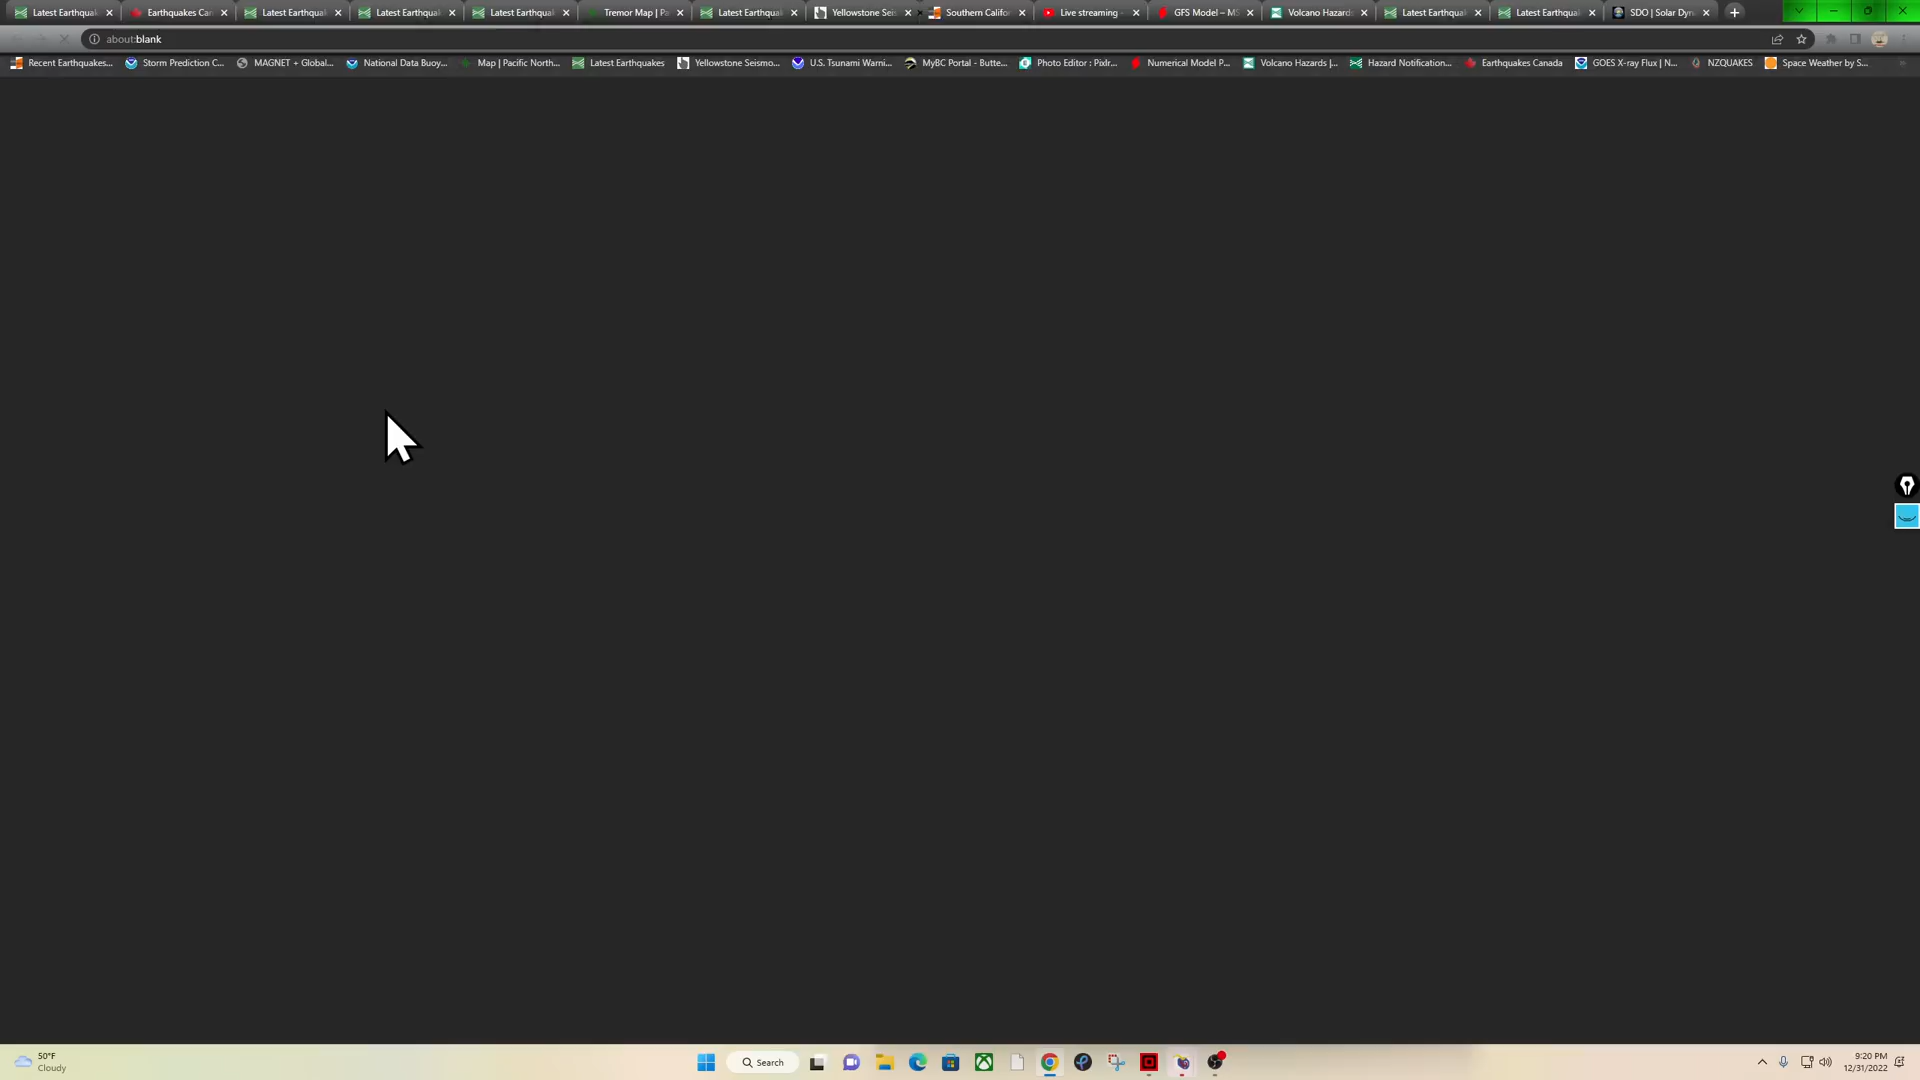 Latest Earthqua
Earthquakes Ca
Latest Earthqua
Latest Earthqua
Latest Earthqua
Tremor Map | Pa
Latest Earthqua
Yellowstone Seis
Southern Califo
Live streaming -
GFS Model – MS
Volcano Hazards
Latest Earthqua
Latest Earthqua
SDO | Solar Dyn
about:blank
Recent Earthquakes...
Storm Prediction C...
MAGNET + Global...
National Data Buoy...
Map | Pacific North...
Latest Earthquakes
Yellowstone Seismo...
U.S. Tsunami Warni...
MyBC Portal - Butte...
Photo Editor : Pixlr...
Numerical Model P...
Volcano Hazards |...
Hazard Notification...
Earthquakes Canada
GOES X-ray Flux | N...
NZQUAKES
Space Weather by S...
50°F
Cloudy
Search
9:20 PM
12/31/2022